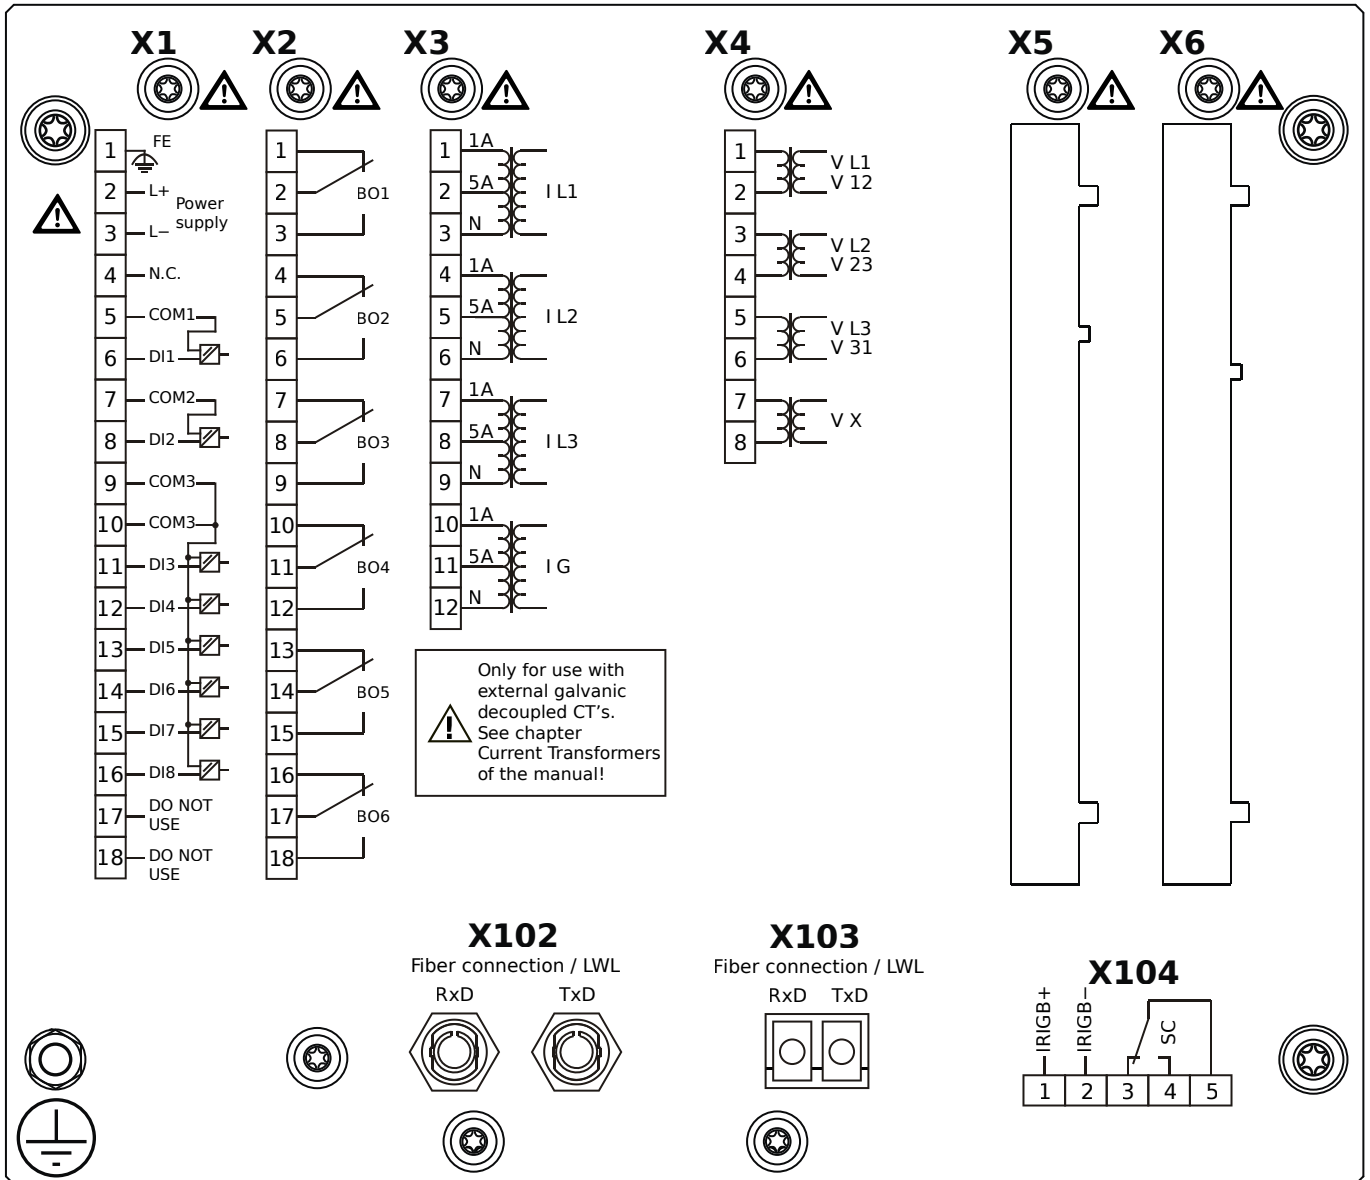 X1
X2
X3
X4
X5
X6
1 FE
2 L+
Power
supply
3 L−
4 N.C.
5 COM1
6 DI1
7 COM2
8 DI2
9 COM3
10 COM3
11 DI3
12 DI4
13 DI5
14 DI6
15 DI7
16 DI8
17 DO NOT
USE
18 DO NOT
USE
1
2 BO1
3
4
5 BO2
6
7
8 BO3
9
10
11 BO4
12
13
14 BO5
15
16
17 BO6
18
1 1A
2 5A I L1
3 N
4 1A
5 5A I L2
6 N
7 1A
8 5A I L3
9 N
10 1A
11 5A I G
12 N
Only for use with
external galvanic
decoupled CT's.
See chapter
Current Transformers
of the manual!
1 V L1
2 V 12
3 V L2
4 V 23
5 V L3
6 V 31
7 V X
8
X102
Fiber connection / LWL
RxD TxD
X103
Fiber connection / LWL
RxD TxD
X104
IRIGB+
IRIGB−
SC
1 2 3 4 5